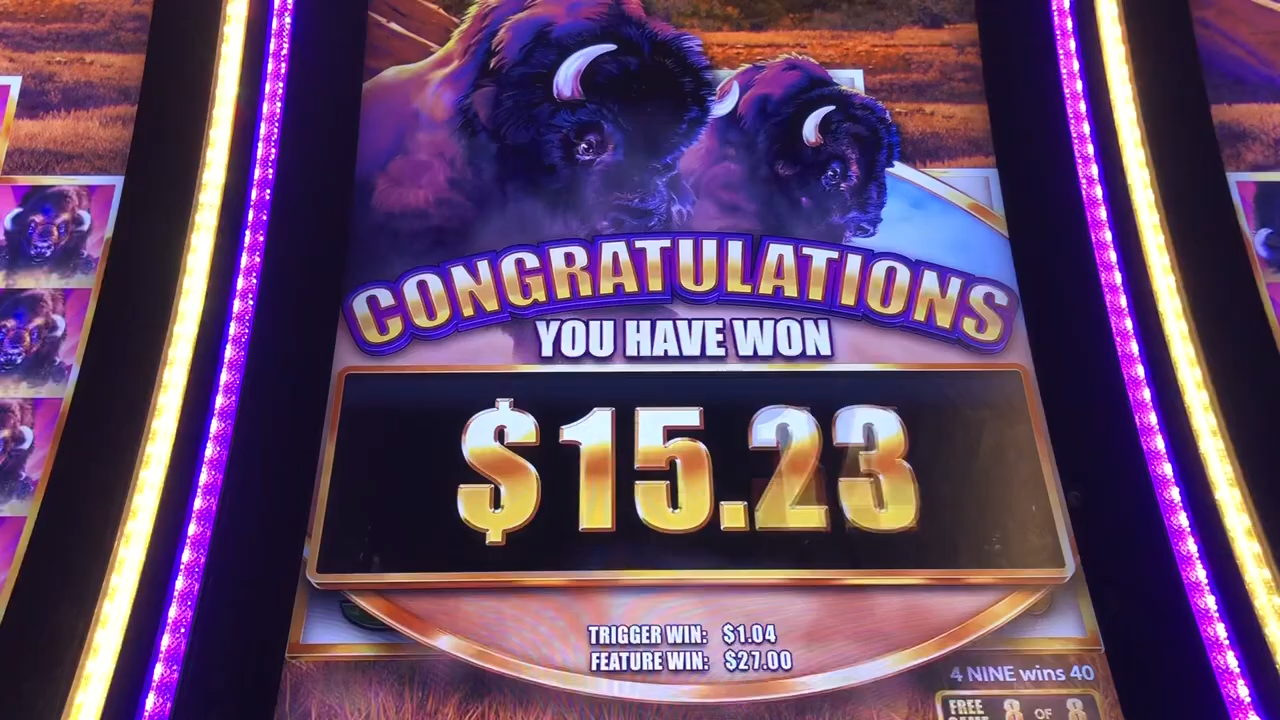 CONGRATULATIONS
YOU HAVE WON
$15.23
TRIGGER WIN: $1.04
FEATURE WIN: $27.00
4 NINE wins 40
FREE
GAME 8 OF 8